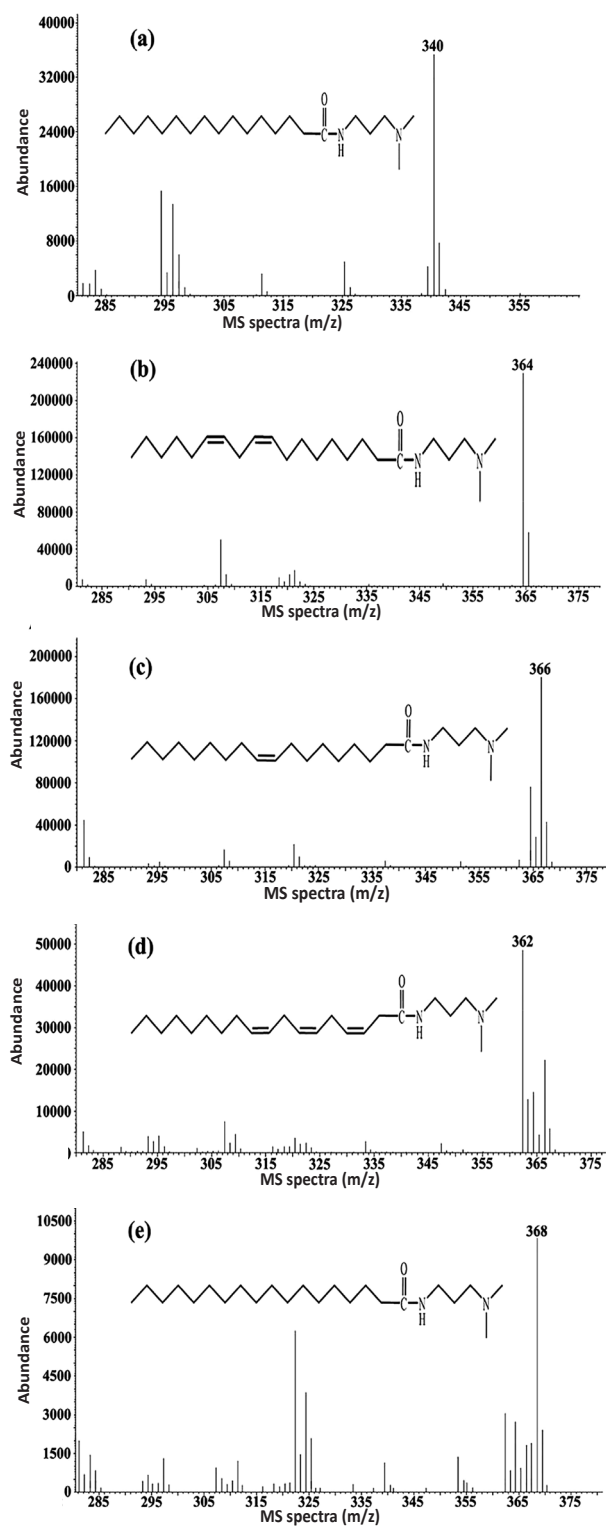 (a)
340
40000
32000
24000
16000
8000
0
Abundance
O
C
N
H
N
285
295
305
315
325
335
345
355
MS spectra (m/z)
(b)
364
240000
200000
160000
120000
80000
40000
0
Abundance
O
C
N
H
N
285
295
305
315
325
335
345
355
365
375
MS spectra (m/z)
(c)
366
200000
160000
120000
80000
40000
0
Abundance
O
C
N
H
N
285
295
305
315
325
335
345
355
365
375
MS spectra (m/z)
(d)
362
50000
40000
30000
20000
10000
0
Abundance
O
C
N
H
N
285
295
305
315
325
335
345
355
365
375
MS spectra (m/z)
(e)
368
10500
9000
7500
6000
4500
3000
1500
0
Abundance
O
C
N
H
N
285
295
305
315
325
335
345
355
365
375
MS spectra (m/z)